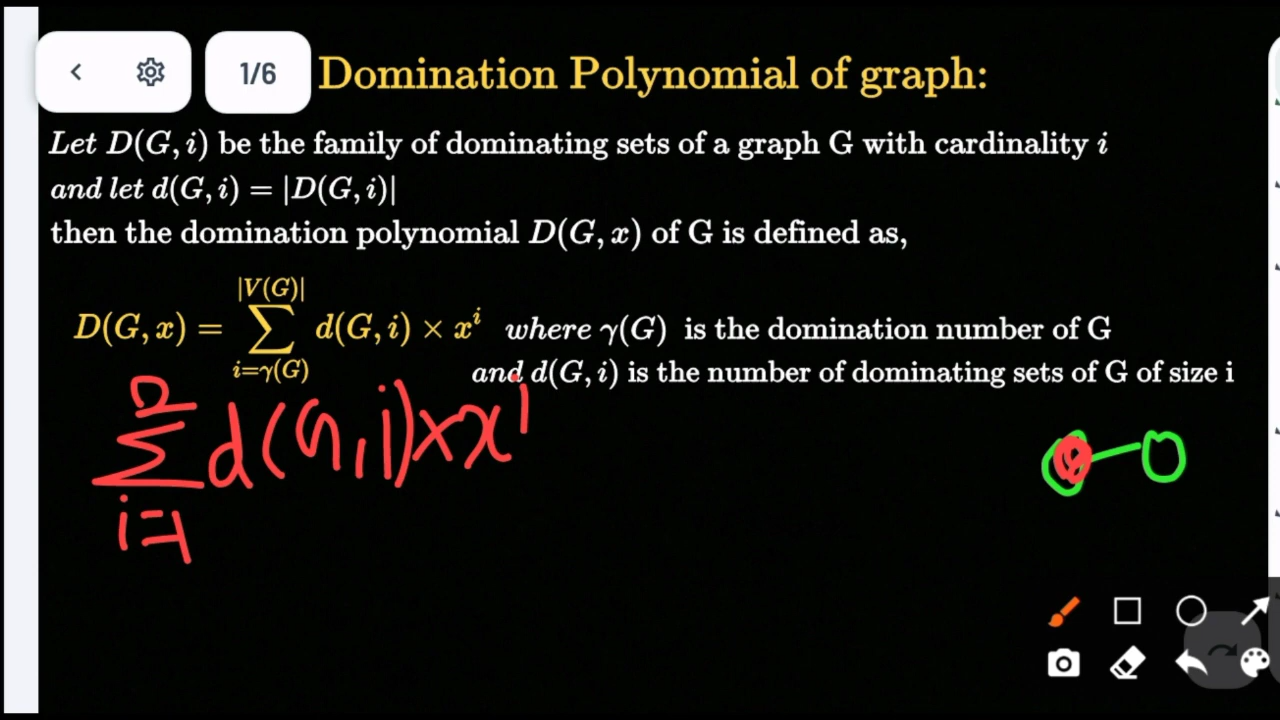 1/6
Domination Polynomial of graph:
Let D(G, i) be the family of dominating sets of a graph G with cardinality i
and let d(G, i) = |D(G, i)|
then the domination polynomial D(G, x) of G is defined as,
D(G, x) = \sum_{i=γ(G)}^{|V(G)|} d(G, i) × x^i where γ(G) is the domination number of G
and d(G, i) is the number of dominating sets of G of size i
\sum_{i=1}^{2} d(G, i) × x^i